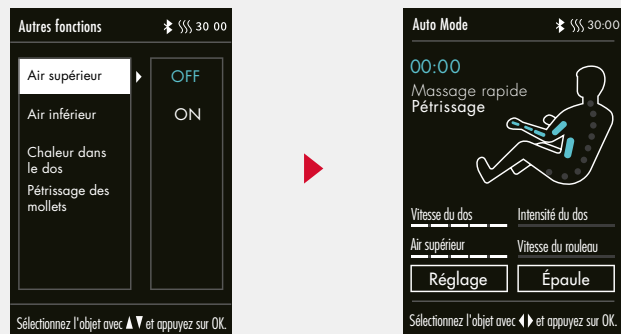 Autres fonctions
30 00
Air supérieur
OFF
Air inférieur
ON
Chaleur dans
le dos
Pétrissage des
mollets
Sélectionnez l'objet avec ▲▼ et appuyez sur OK.
Auto Mode
30:00
00:00
Massage rapide
Pétrissage
Vitesse du dos
Intensité du dos
Air supérieur
Vitesse du rouleau
Réglage
Épaule
Sélectionnez l'objet avec ◀▶ et appuyez sur OK.